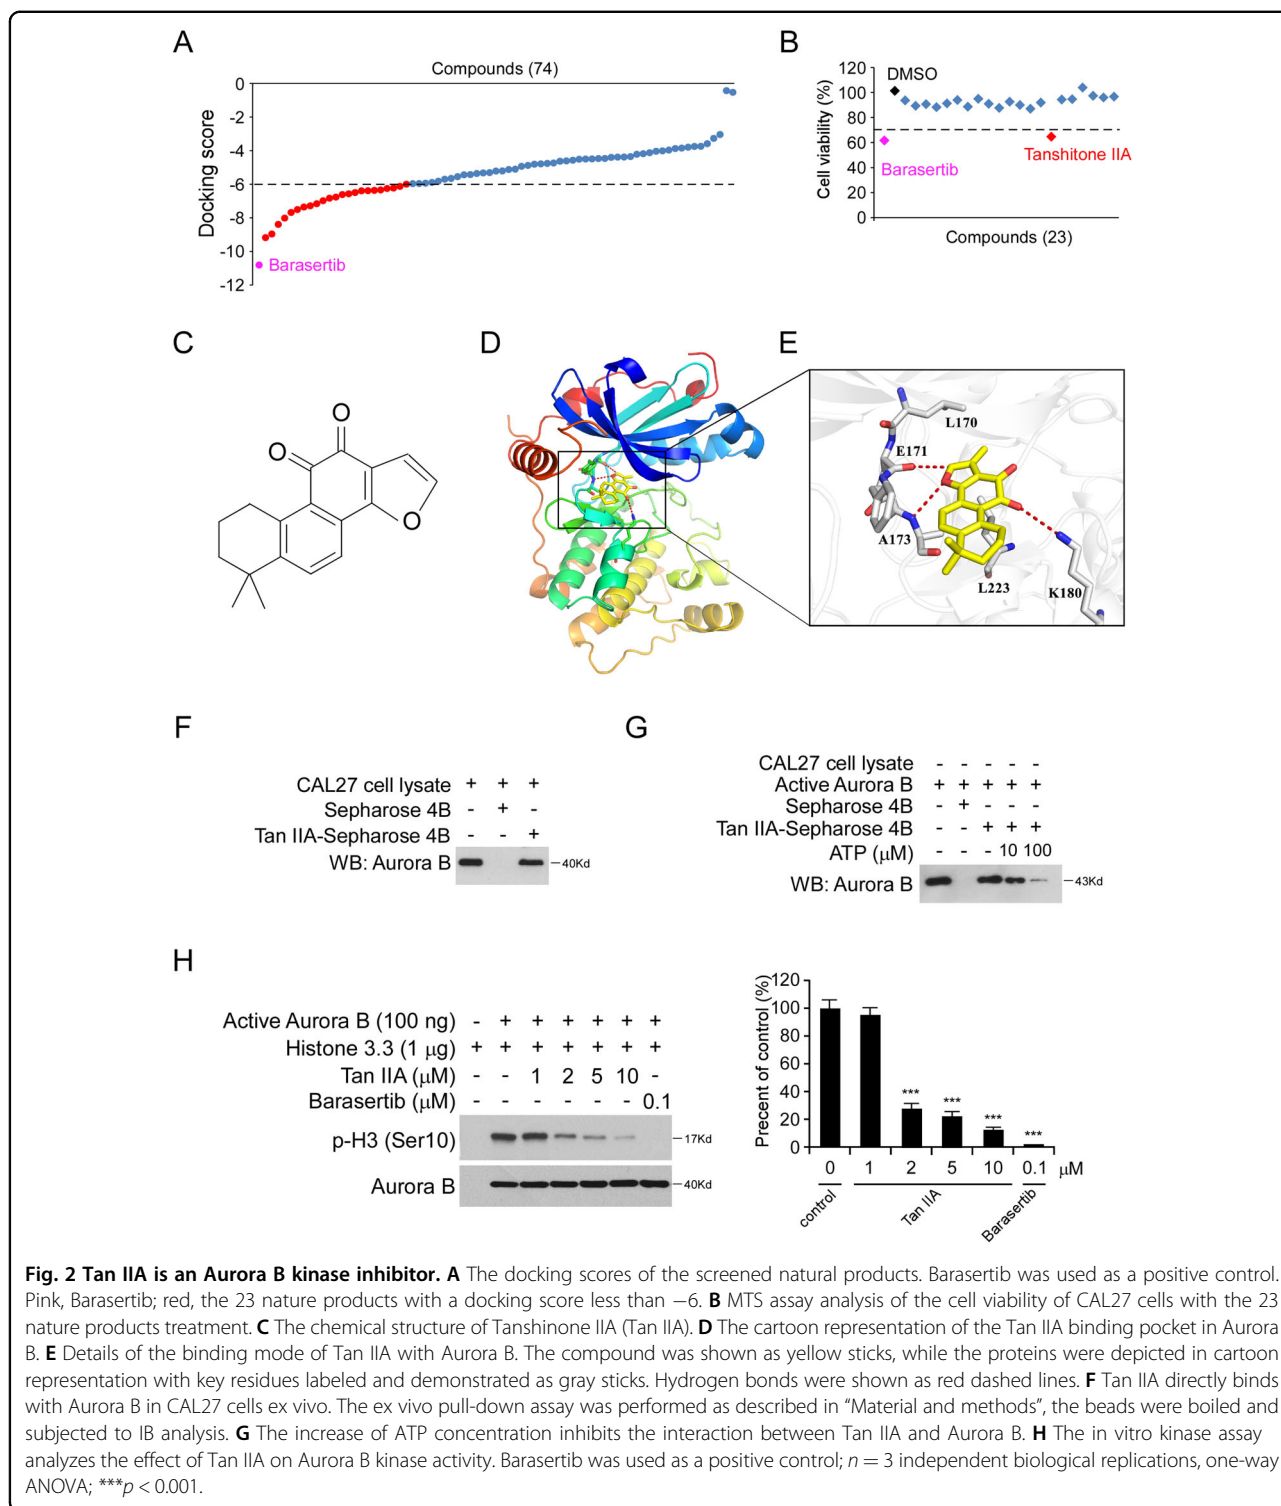 A
Compounds (74)
0
-2
-4
-6
-8
-10
-12
Docking score
Barasertib
B
120
100
80
60
40
20
0
Cell viability (%)
DMSO
Barasertib
Tanshitone IIA
Compounds (23)
C
O
O
O
D
E
L170
E171
A173
L223
K180
F
CAL27 cell lysate + + +
Sepharose 4B - + -
Tan IIA-Sepharose 4B - - +
WB: Aurora B 40Kd
G
CAL27 cell lysate - - - - -
Active Aurora B + + + + +
Sepharose 4B - + - - -
Tan IIA-Sepharose 4B - - + + +
ATP (μM) - - - 10 100
WB: Aurora B 43Kd
H
Active Aurora B (100 ng) - + + + + + +
Histone 3.3 (1 μg) + + + + + + +
Tan IIA (μM) - - 1 2 5 10 -
Barasertib (μM) - - - - - - 0.1
p-H3 (Ser10) 17Kd
Aurora B 40Kd
Precent of control (%)
120
100
80
60
40
20
0
*** *** *** ***
0 1 2 5 10 0.1 μM
control Tan IIA Barasertib
Fig. 2 Tan IIA is an Aurora B kinase inhibitor. A The docking scores of the screened natural products. Barasertib was used as a positive control.
Pink, Barasertib; red, the 23 nature products with a docking score less than −6. B MTS assay analysis of the cell viability of CAL27 cells with the 23
nature products treatment. C The chemical structure of Tanshinone IIA (Tan IIA). D The cartoon representation of the Tan IIA binding pocket in Aurora
B. E Details of the binding mode of Tan IIA with Aurora B. The compound was shown as yellow sticks, while the proteins were depicted in cartoon
representation with key residues labeled and demonstrated as gray sticks. Hydrogen bonds were shown as red dashed lines. F Tan IIA directly binds
with Aurora B in CAL27 cells ex vivo. The ex vivo pull-down assay was performed as described in “Material and methods”, the beads were boiled and
subjected to IB analysis. G The increase of ATP concentration inhibits the interaction between Tan IIA and Aurora B. H The in vitro kinase assay
analyzes the effect of Tan IIA on Aurora B kinase activity. Barasertib was used as a positive control; n = 3 independent biological replications, one-way
ANOVA; ***p < 0.001.